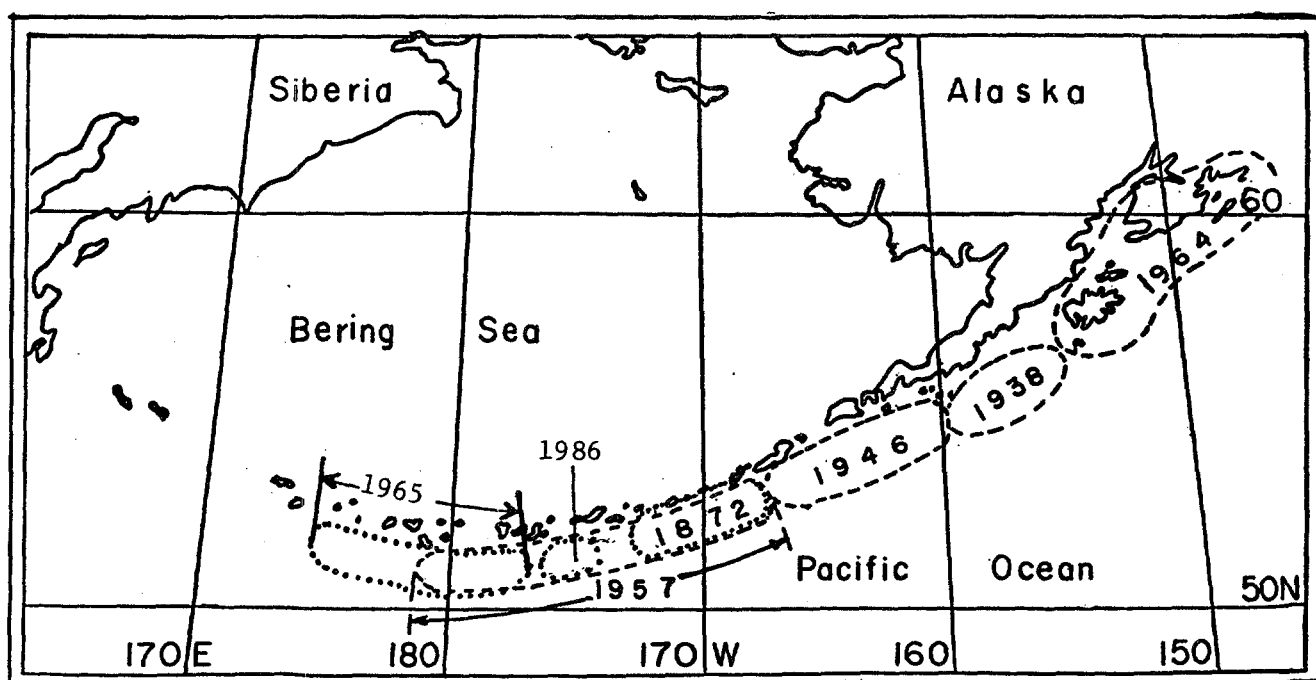 Siberia
Alaska
60
1964
Bering Sea
1938
1986
1946
1965
1872
1957
Pacific Ocean
50N
170E
180
170W
160
150